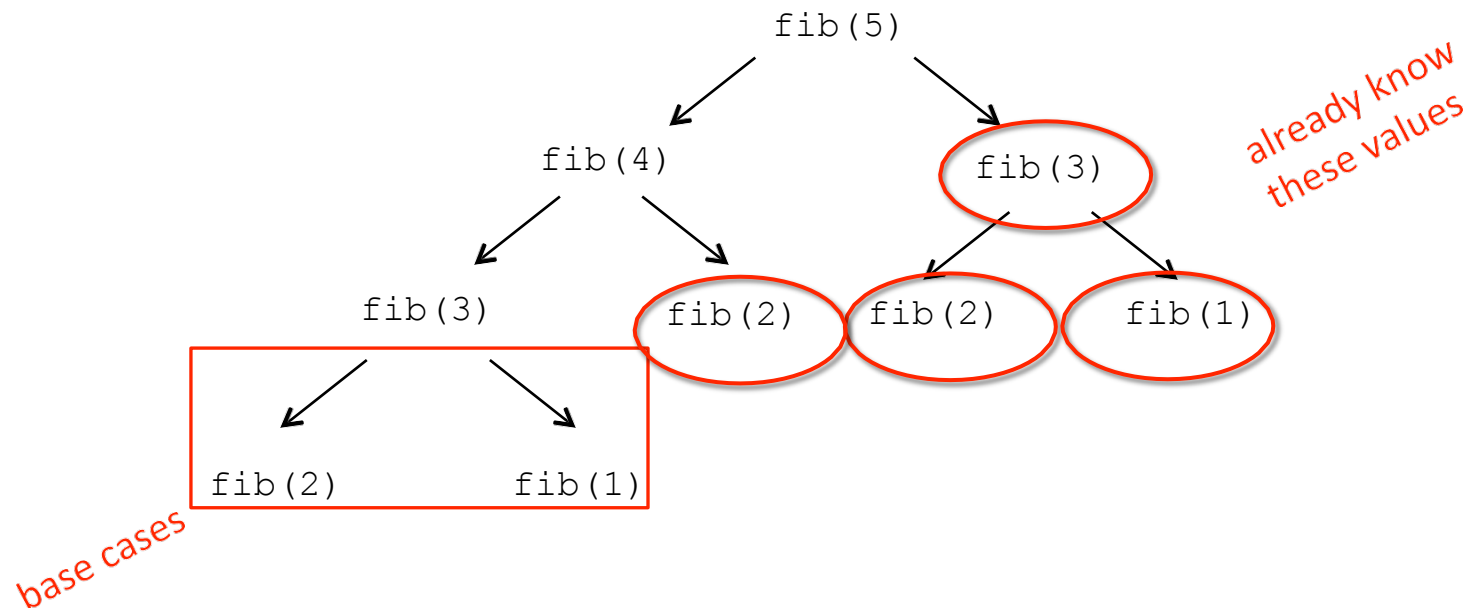 fib(5)
already know
these values
fib(4)
fib(3)
fib(3)
fib(2)
fib(2)
fib(1)
fib(2)
fib(1)
base cases